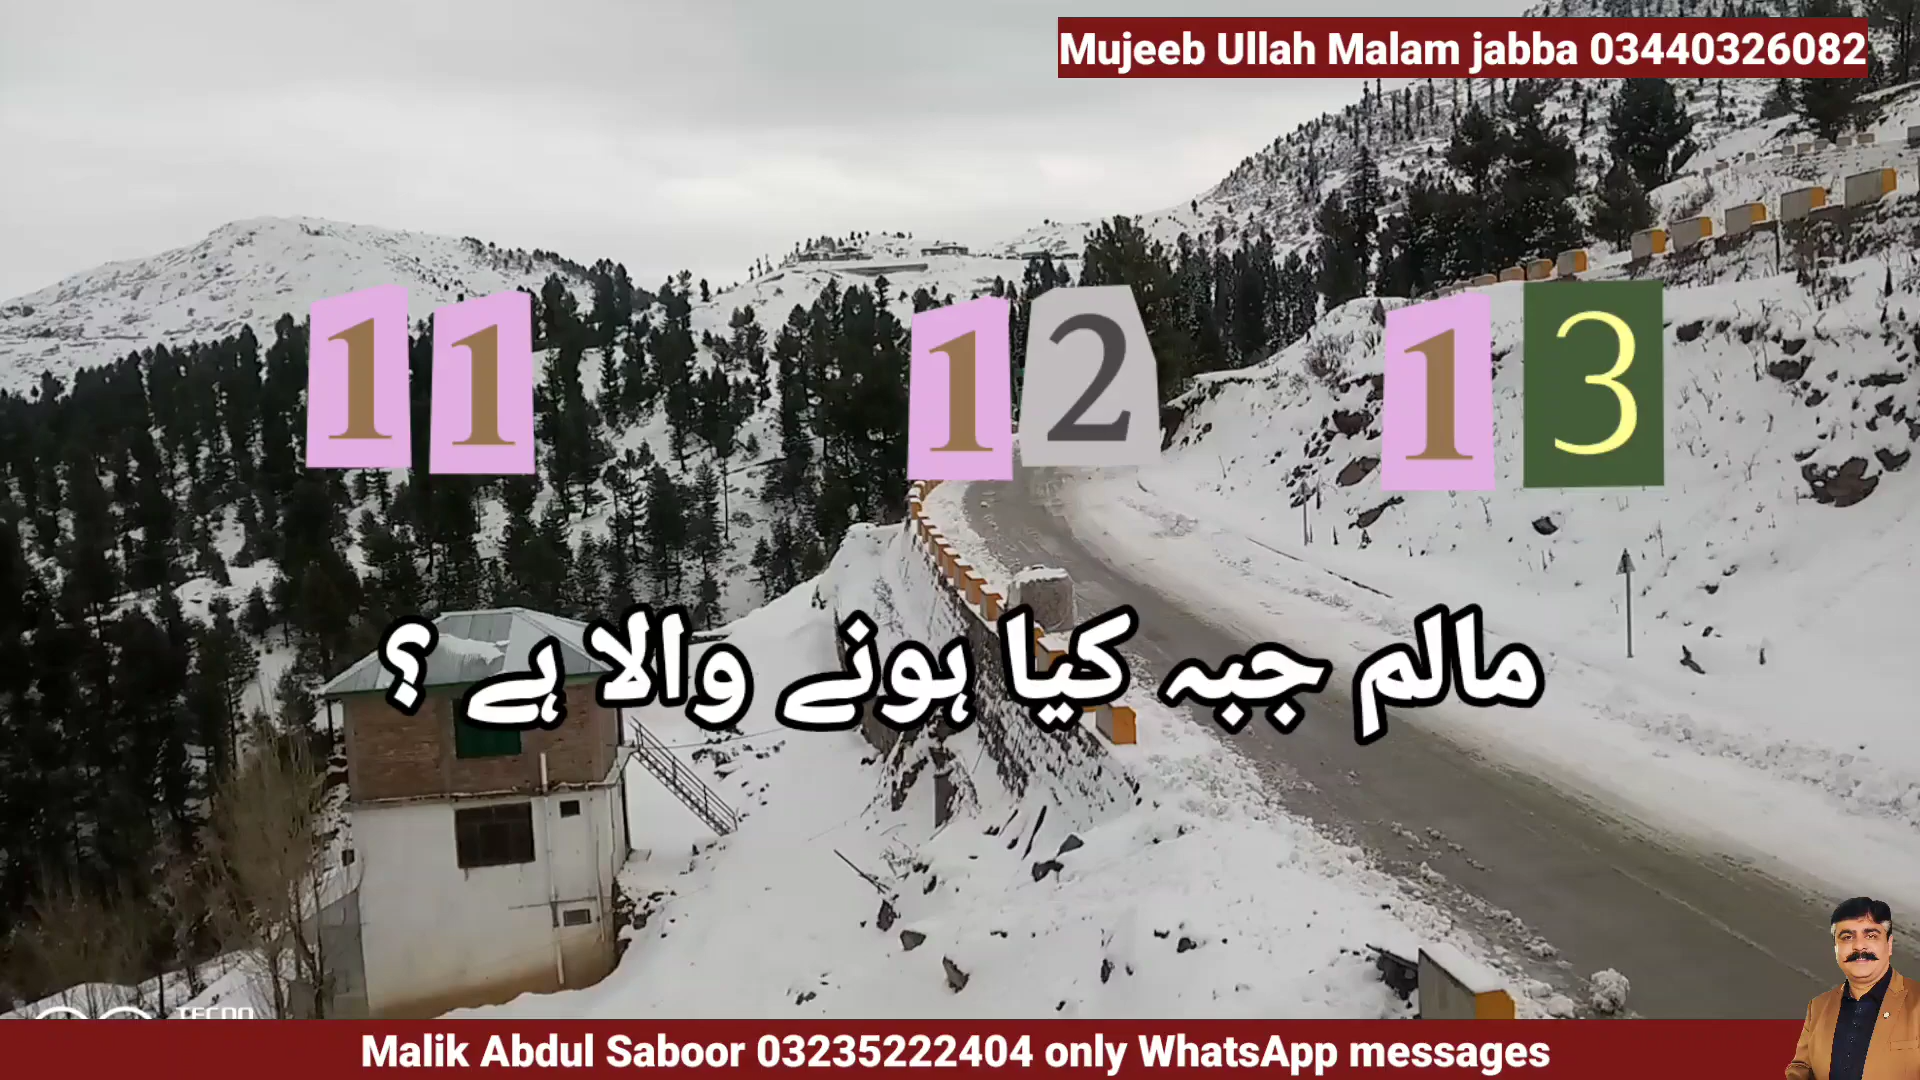 Mujeeb Ullah Malam jabba 03440326082
11 12 13
مالم جبہ کیا ہونے والا ہے ؟
TECNO
Malik Abdul Saboor 03235222404 only WhatsApp messages